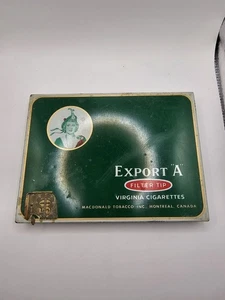 EXPORT "A"
FILTER TIP
VIRGINIA CIGARETTES
MACDONALD TOBACCO INC., MONTREAL, CANADA